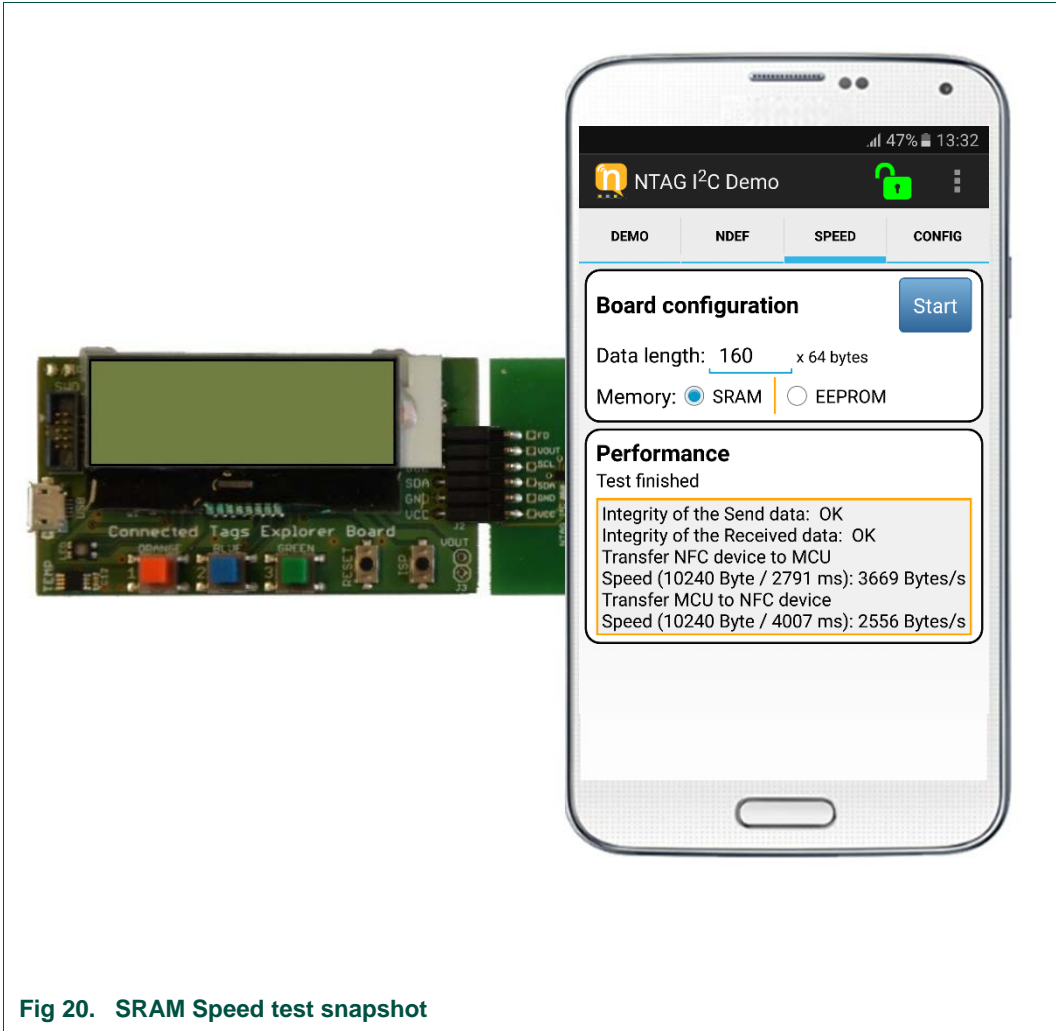 47% 13:32
NTAG I²C Demo
DEMO NDEF SPEED CONFIG
Board configuration Start
Data length: 160 x 64 bytes
Memory: SRAM EEPROM
Performance
Test finished
Integrity of the Send data: OK
Integrity of the Received data: OK
Transfer NFC device to MCU
Speed (10240 Byte / 2791 ms): 3669 Bytes/s
Transfer MCU to NFC device
Speed (10240 Byte / 4007 ms): 2556 Bytes/s
SWD
FD
VOUT
SCL
SDA SDA
GND GND
VCC VCC
USB
Connected Tags Explorer Board
J2
ORANGE BLUE GREEN
RESET
ISP
VOUT
TEMP
J3
Fig 20. SRAM Speed test snapshot